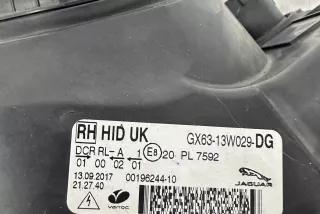 RH HID UK GX63-13W029-DG
DCR RL-A 1 E8 20 PL 7592
01 00 02 01
13.09.2017 00196244-10
21:27:40 varroc JAGUAR